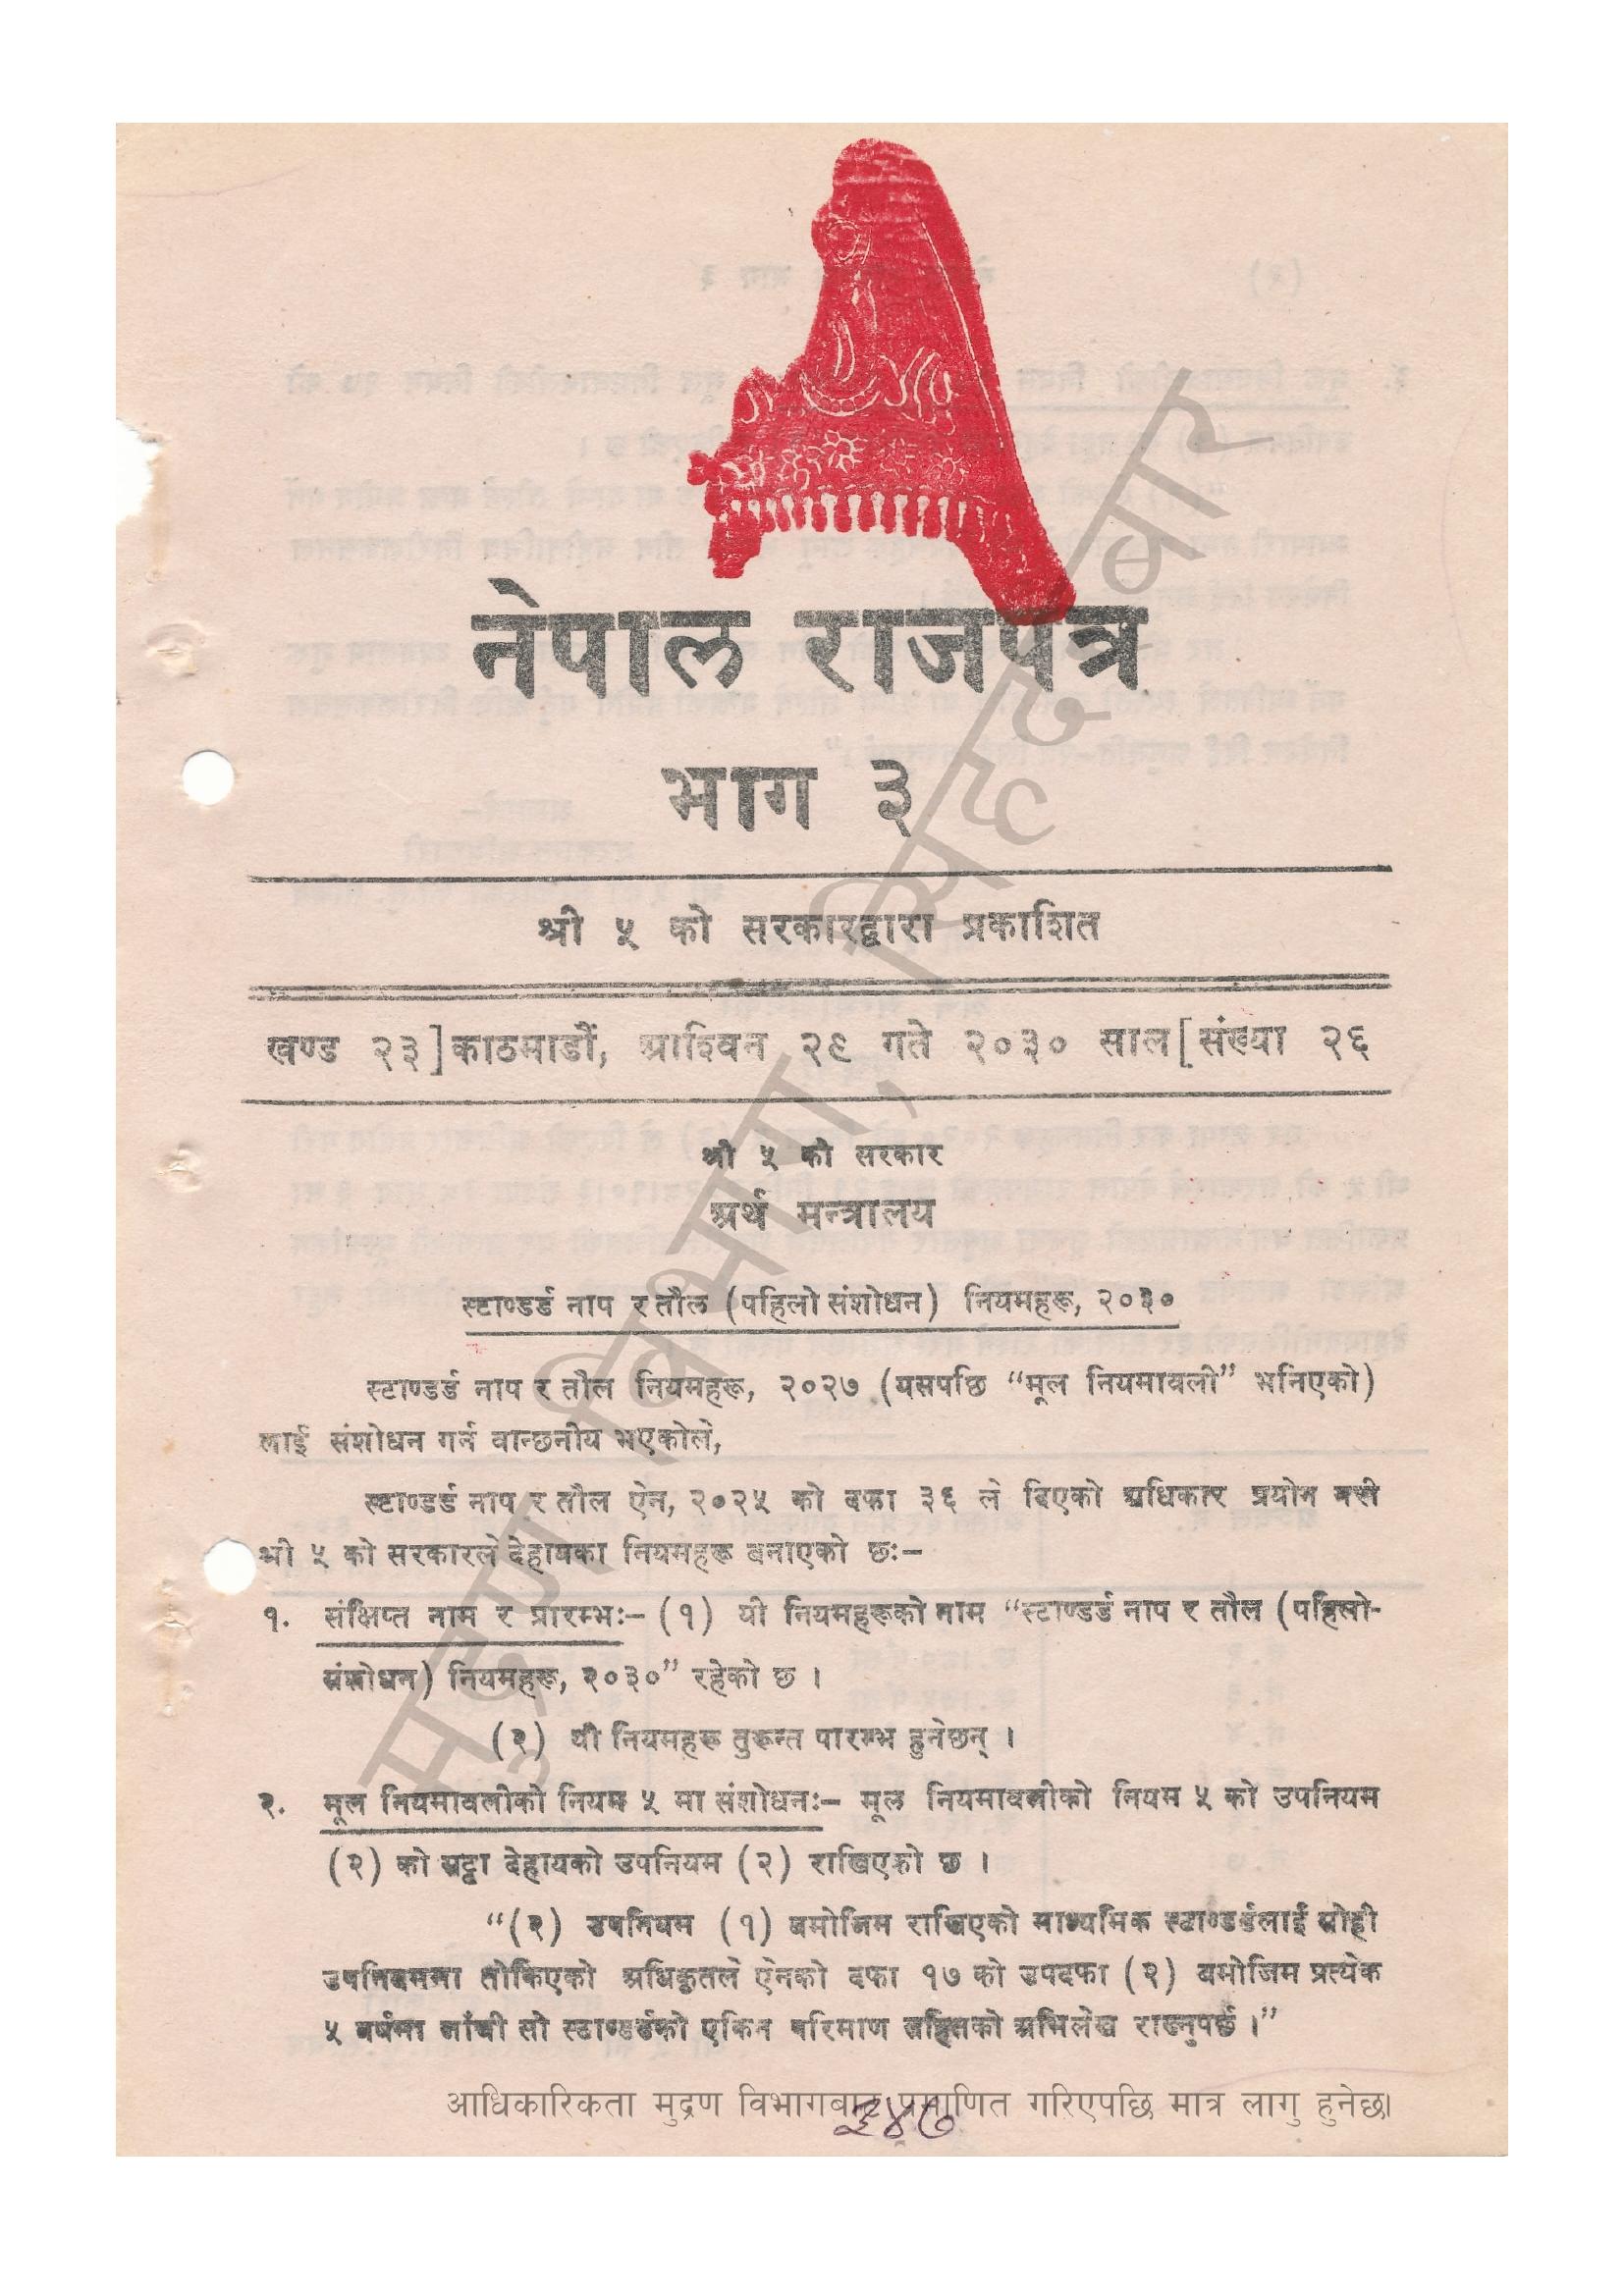 नेपाल राजपत्र
भाग ३
श्री ५ को सरकारद्वारा प्रकाशित
खण्ड २३] काठमाडौं, आश्विन २९ गते २०३० साल [संख्या २६
श्री ५ को सरकार
अर्थ मन्त्रालय
स्टाण्डर्ड नाप र तौल (पहिलो संशोधन) नियमहरू, २०३०
स्टाण्डर्ड नाप र तौल नियमहरू, २०२७ (यसपछि “मूल नियमावली” भनिएको)
लाई संशोधन गर्न वान्छनीय भएकोले,
स्टाण्डर्ड नाप र तौल ऐन, २०२५ को दफा ३६ ले दिएको अधिकार प्रयोग गरी
श्री ५ को सरकारले देहायका नियमहरू बनाएको छः-
१. संक्षिप्त नाम र प्रारम्भः- (१) यी नियमहरूको नाम “स्टाण्डर्ड नाप र तौल (पहिलो-
संशोधन) नियमहरू, २०३०” रहेको छ ।
(२) यी नियमहरू तुरून्त पारम्भ हुनेछन् ।
२. मूल नियमावलीको नियम ५ मा संशोधनः- मूल नियमावलीको नियम ५ को उपनियम
(२) को सट्टा देहायको उपनियम (२) राखिएको छ ।
“(२) उपनियम (१) बमोजिम राखिएको माध्यमिक स्टाण्डर्डलाई सोही
उपनियममा तोकिएको अधिकृतले ऐनको दफा १७ को उपदफा (२) बमोजिम प्रत्येक
५ वर्षमा जाँची सो स्टाण्डर्डको एकिन परिमाण सहितको अभिलेख राख्नुपर्छ ।”
आधिकारिकता मुद्रण विभागबाट प्रमाणित गरिएपछि मात्र लागु हुनेछ।
३४७
मुद्रण विभाग, सिंहदरबार